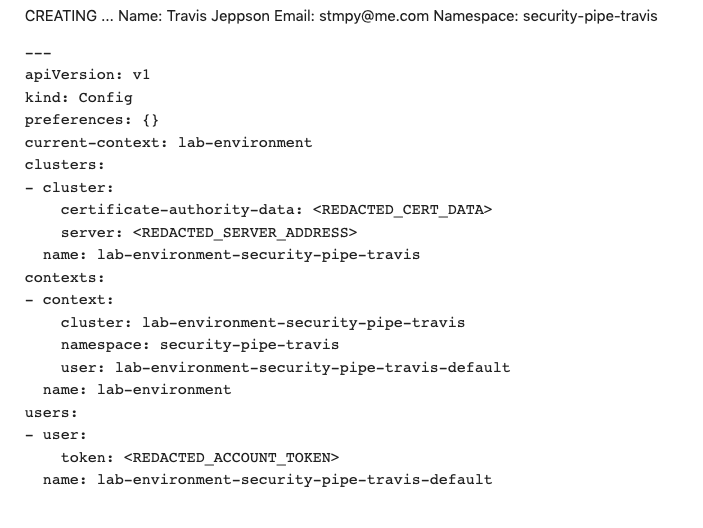 CREATING ... Name: Travis Jeppson Email: stmpy@me.com Namespace: security-pipe-travis
---
apiVersion: v1
kind: Config
preferences: {}
current-context: lab-environment
clusters:
- cluster:
    certificate-authority-data: <REDACTED_CERT_DATA>
    server: <REDACTED_SERVER_ADDRESS>
  name: lab-environment-security-pipe-travis
contexts:
- context:
    cluster: lab-environment-security-pipe-travis
    namespace: security-pipe-travis
    user: lab-environment-security-pipe-travis-default
  name: lab-environment
users:
- user:
    token: <REDACTED_ACCOUNT_TOKEN>
  name: lab-environment-security-pipe-travis-default